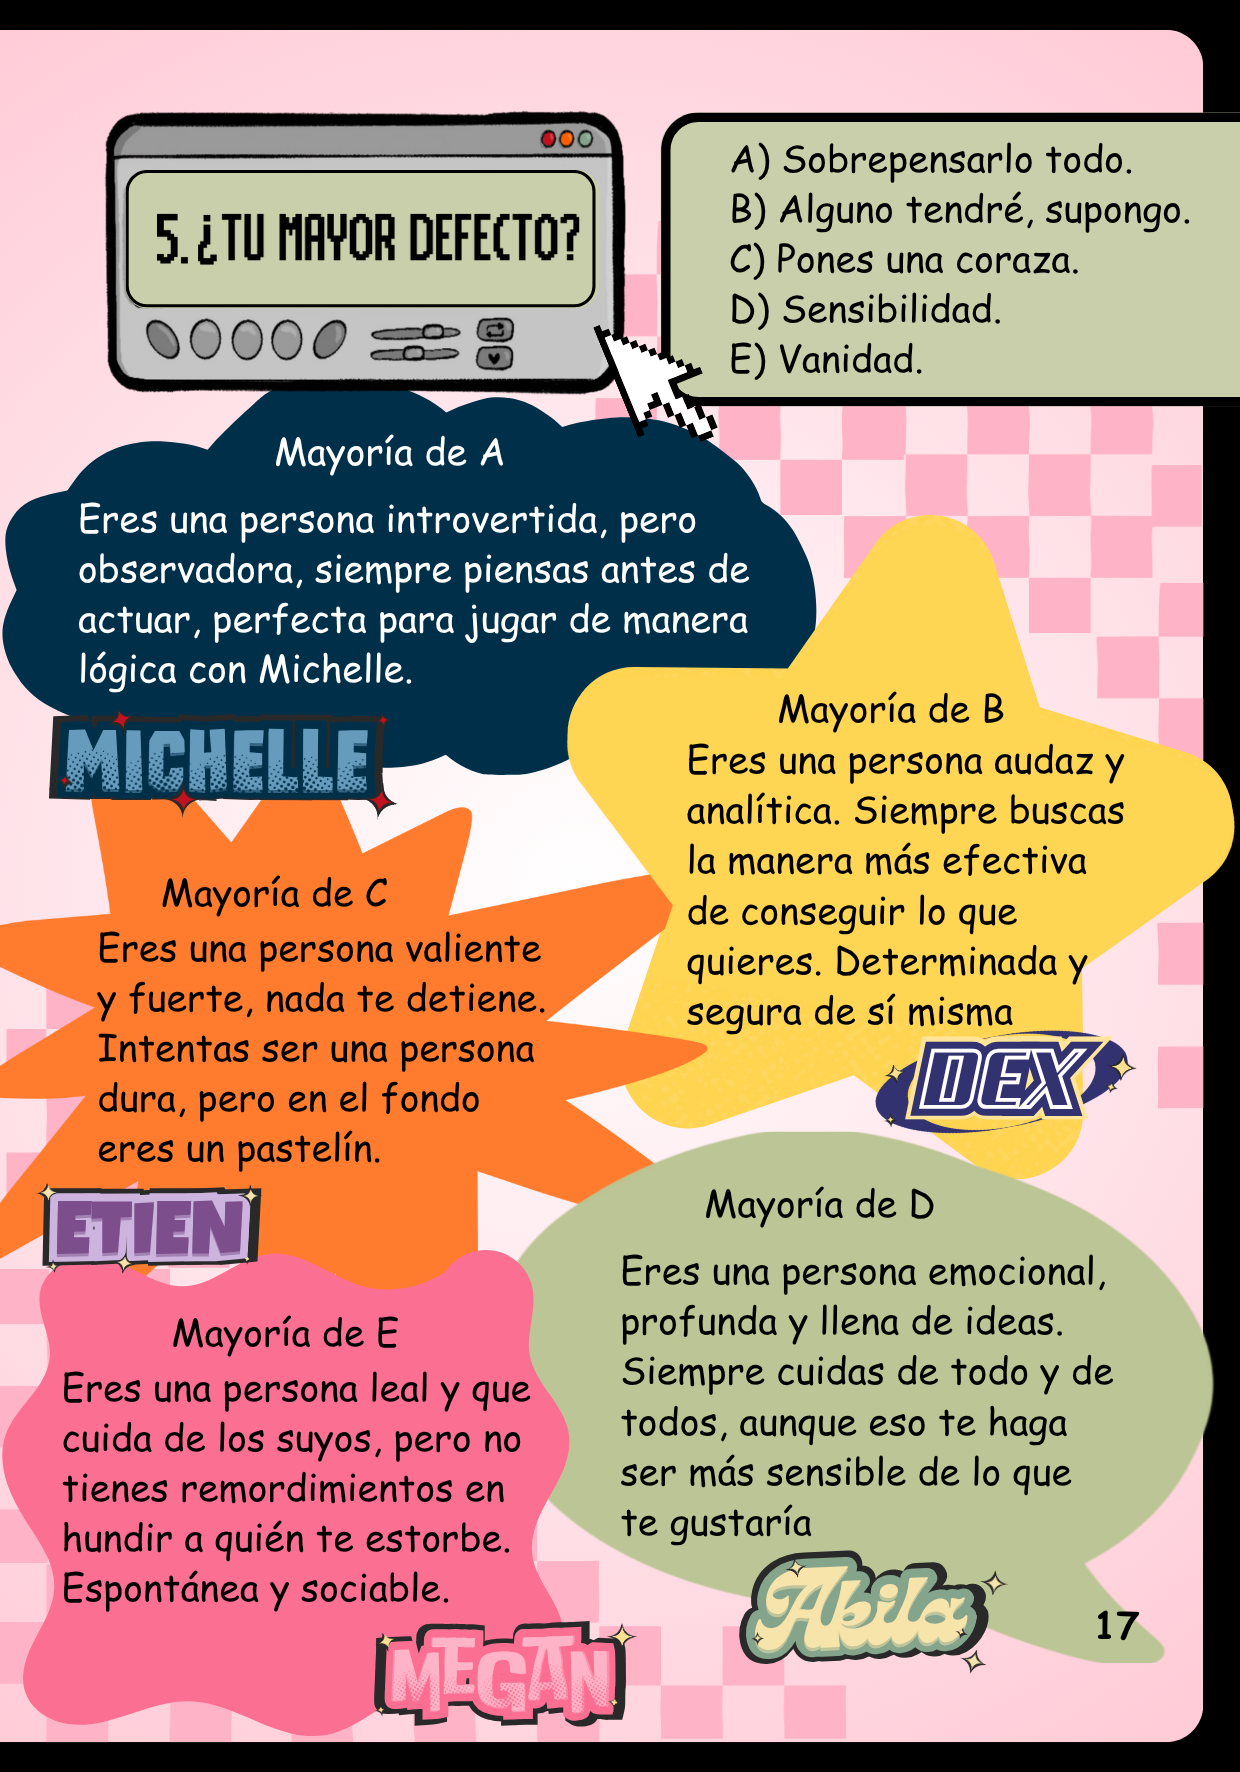 5. ¿TU MAYOR DEFECTO?
A) Sobrepensarlo todo.
B) Alguno tendré, supongo.
C) Pones una coraza.
D) Sensibilidad.
E) Vanidad.
Mayoría de A
Eres una persona introvertida, pero
observadora, siempre piensas antes de
actuar, perfecta para jugar de manera
lógica con Michelle.
MICHELLE
Mayoría de B
Eres una persona audaz y
analítica. Siempre buscas
la manera más efectiva
de conseguir lo que
quieres. Determinada y
segura de sí misma
DEX
Mayoría de C
Eres una persona valiente
y fuerte, nada te detiene.
Intentas ser una persona
dura, pero en el fondo
eres un pastelín.
ETIEN
Mayoría de D
Eres una persona emocional,
profunda y llena de ideas.
Siempre cuidas de todo y de
todos, aunque eso te haga
ser más sensible de lo que
te gustaría
Akila
Mayoría de E
Eres una persona leal y que
cuida de los suyos, pero no
tienes remordimientos en
hundir a quién te estorbe.
Espontánea y sociable.
MEGAN
17